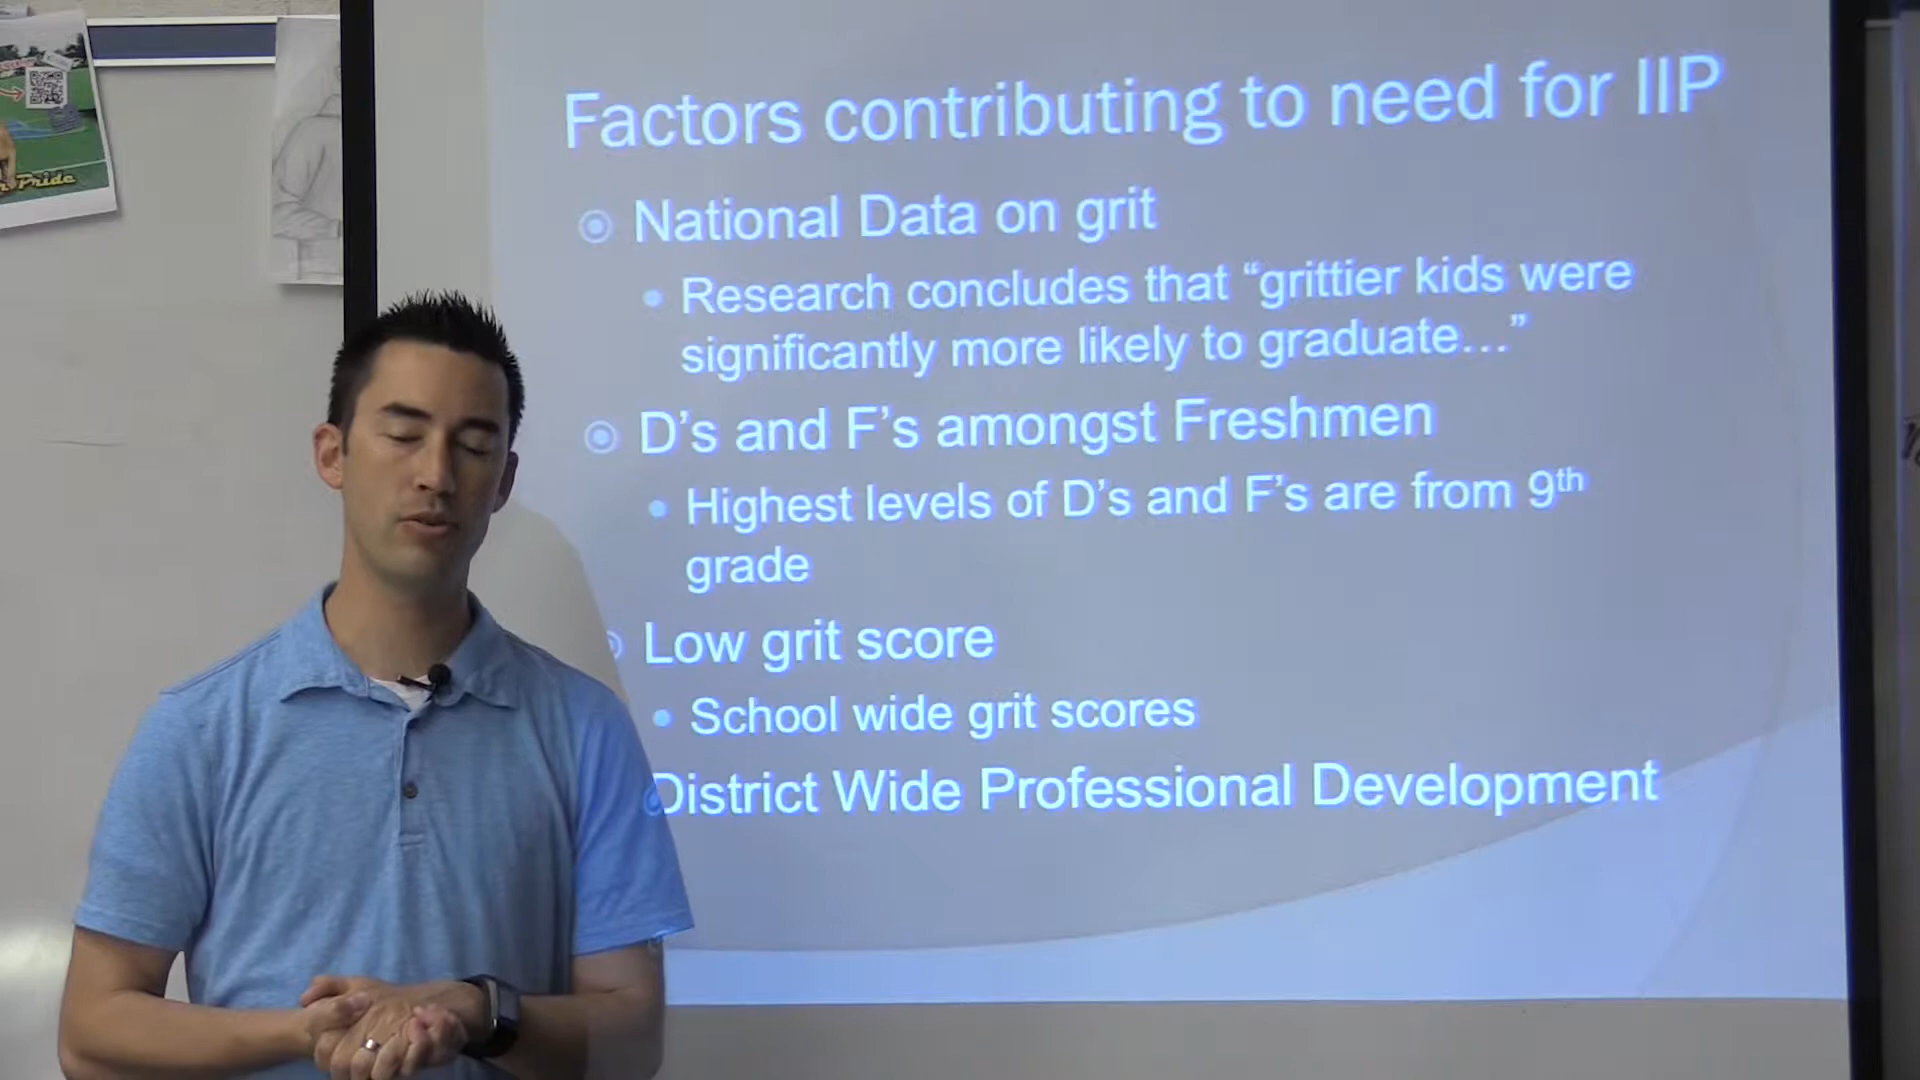 Factors contributing to need for IIP
National Data on grit
Research concludes that “grittier kids were
significantly more likely to graduate…”
D’s and F’s amongst Freshmen
Highest levels of D’s and F’s are from 9th
grade
Low grit score
School wide grit scores
District Wide Professional Development
Pride